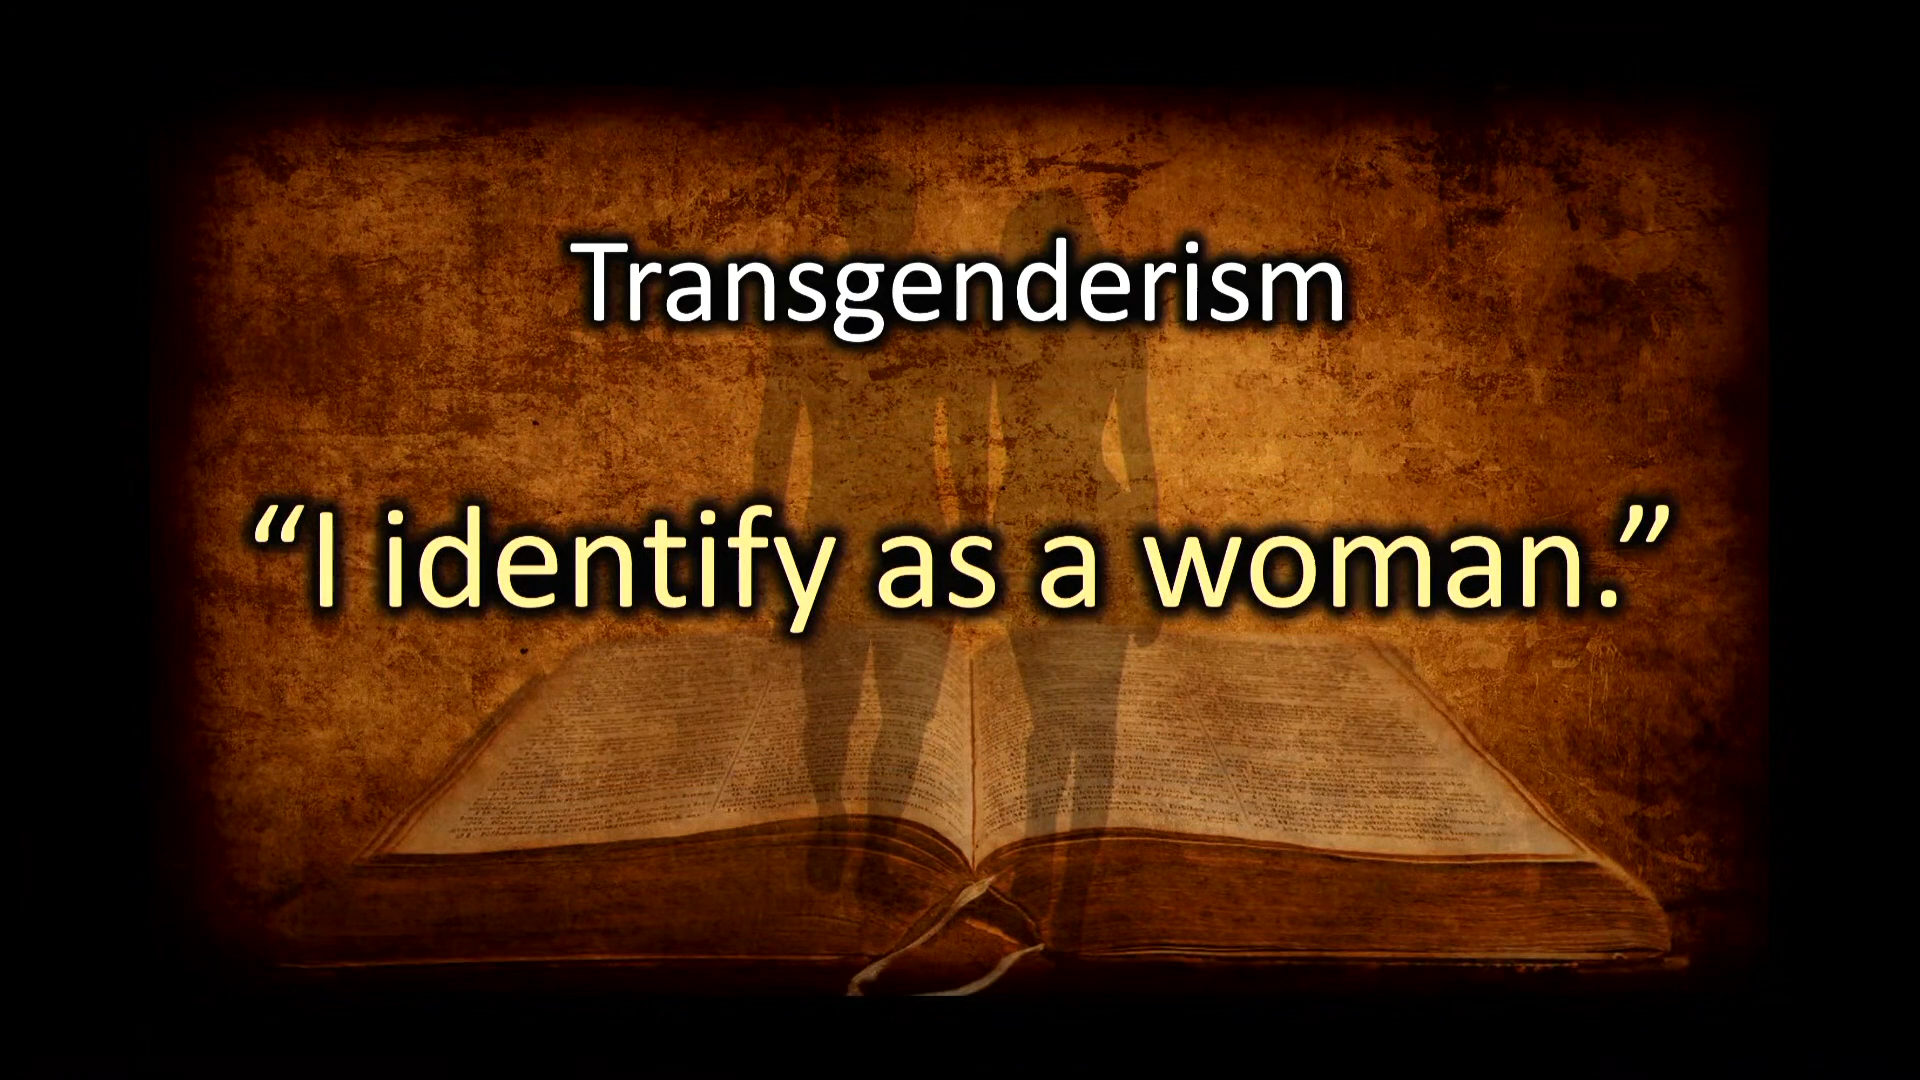 Transgenderism
“I identify as a woman.”